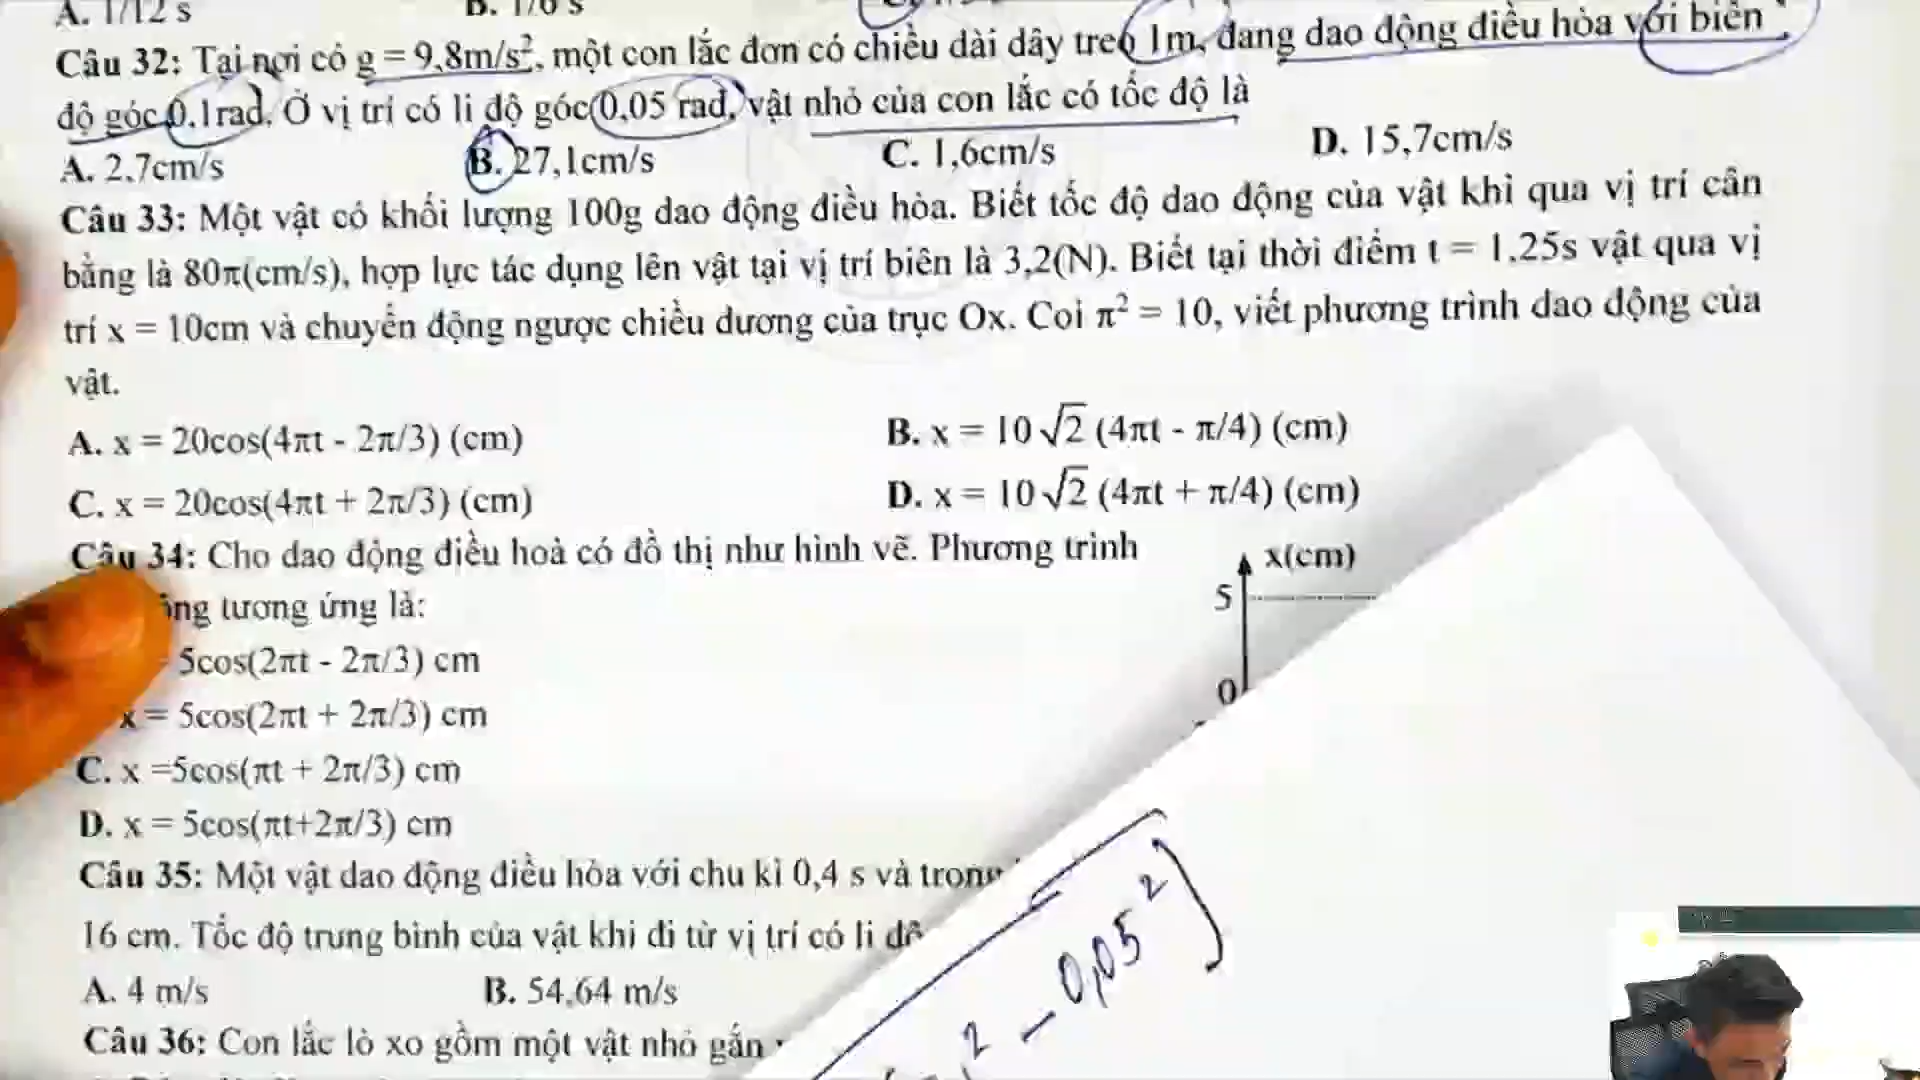 A. 1/12 s B. 1/6 s
Câu 32: Tại nơi có g = 9,8m/s², một con lắc đơn có chiều dài dây treo 1m, đang dao động điều hòa với biên
độ góc 0,1rad. Ở vị trí có li độ góc 0,05 rad, vật nhỏ của con lắc có tốc độ là
A. 2,7cm/s B. 27,1cm/s C. 1,6cm/s D. 15,7cm/s
Câu 33: Một vật có khối lượng 100g dao động điều hòa. Biết tốc độ dao động của vật khi qua vị trí cân
bằng là 80π(cm/s), hợp lực tác dụng lên vật tại vị trí biên là 3,2(N). Biết tại thời điểm t = 1,25s vật qua vị
trí x = 10cm và chuyển động ngược chiều dương của trục Ox. Coi π² = 10, viết phương trình dao động của
vật.
A. x = 20cos(4πt - 2π/3) (cm) B. x = 10√2 (4πt - π/4) (cm)
C. x = 20cos(4πt + 2π/3) (cm) D. x = 10√2 (4πt + π/4) (cm)
Câu 34: Cho dao động điều hoà có đồ thị như hình vẽ. Phương trình
tương ứng là:
x(cm)
5
0
5cos(2πt - 2π/3) cm
x = 5cos(2πt + 2π/3) cm
C. x =5cos(πt + 2π/3) cm
D. x = 5cos(πt+2π/3) cm
Câu 35: Một vật dao động điều hòa với chu kì 0,4 s và trong
16 cm. Tốc độ trung bình của vật khi đi từ vị trí có li độ
A. 4 m/s B. 54,64 m/s
Câu 36: Con lắc lò xo gồm một vật nhỏ gắn
² - 0,05²]